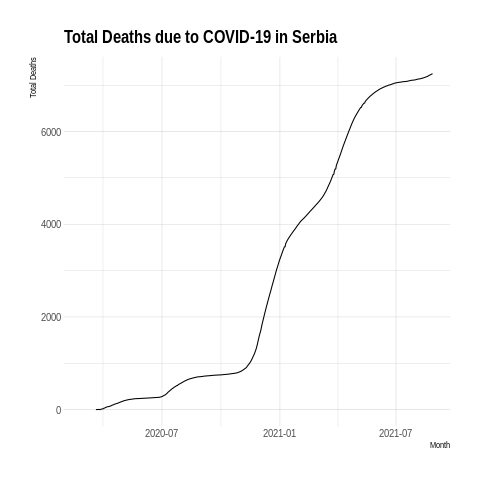 Total Deaths due to COVID-19 in Serbia
Total Deaths
6000
4000
2000
0
2020-07 2021-01 2021-07
Month